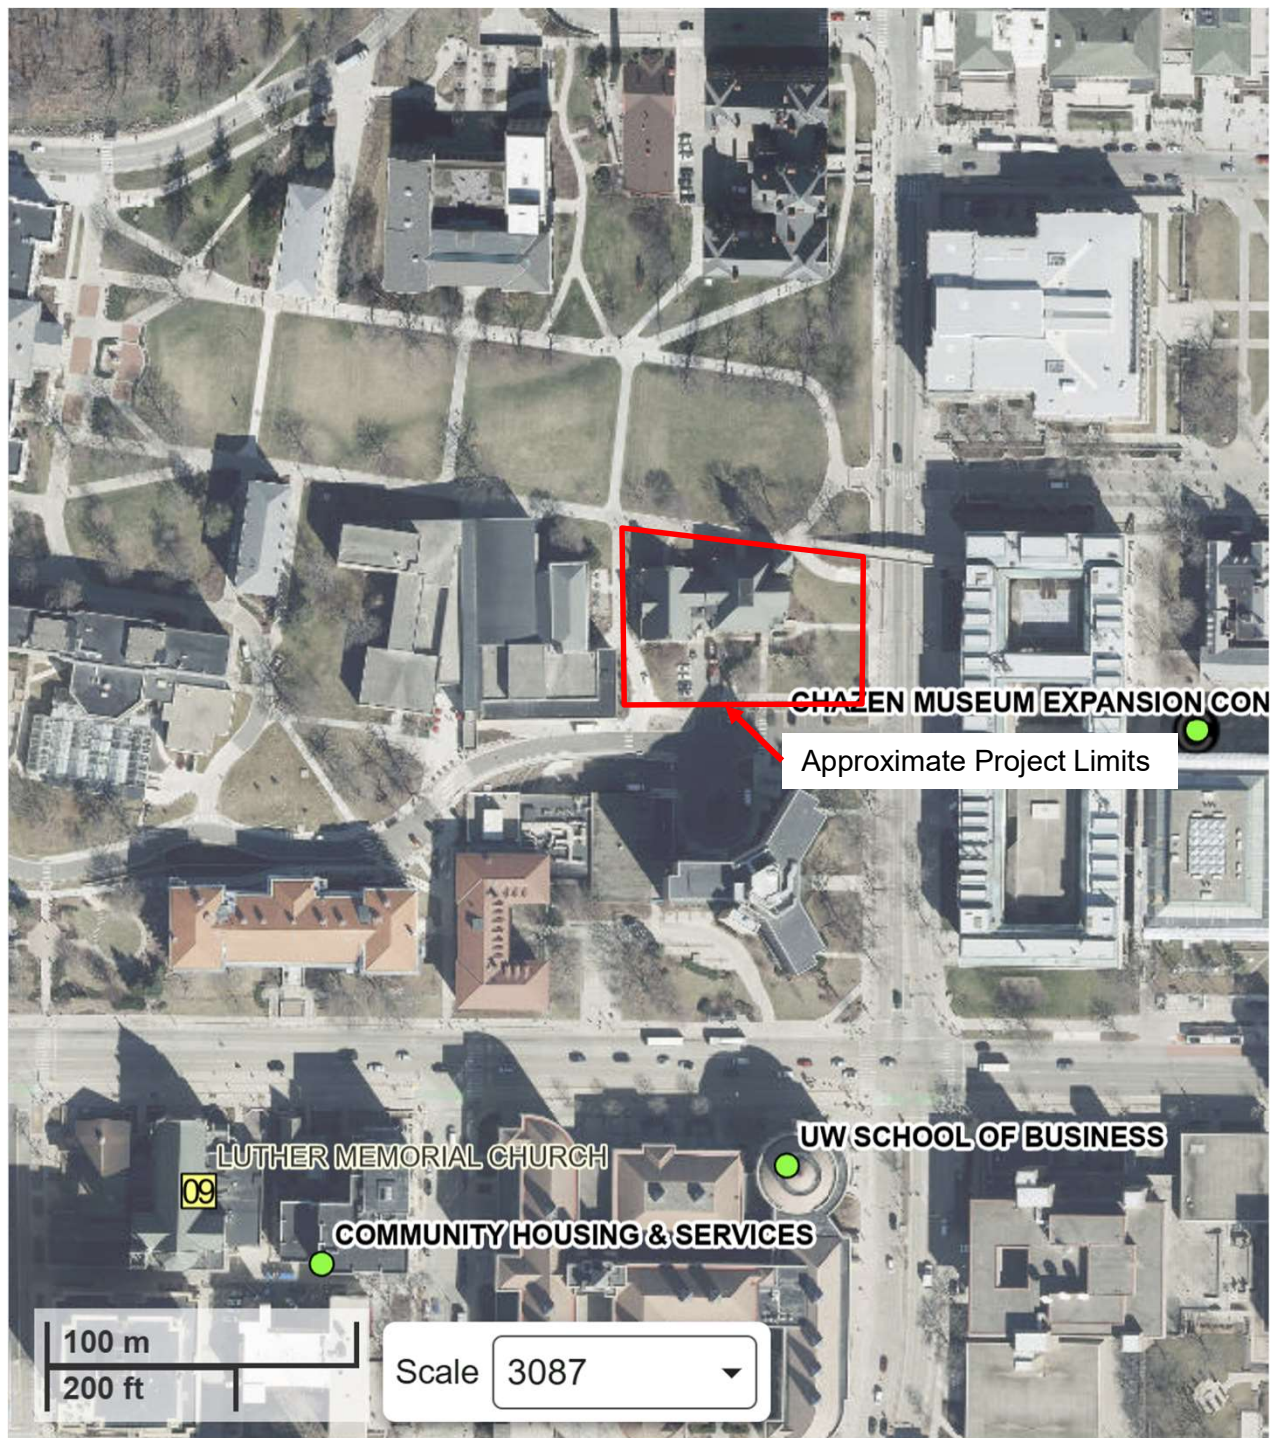 CHAZEN MUSEUM EXPANSION CON
Approximate Project Limits
UW SCHOOL OF BUSINESS
LUTHER MEMORIAL CHURCH
09
COMMUNITY HOUSING & SERVICES
100 m
200 ft
Scale 3087